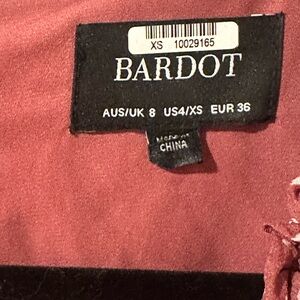 XS 10029165
BARDOT
AUS/UK 8 US4/XS EUR 36
CHINA